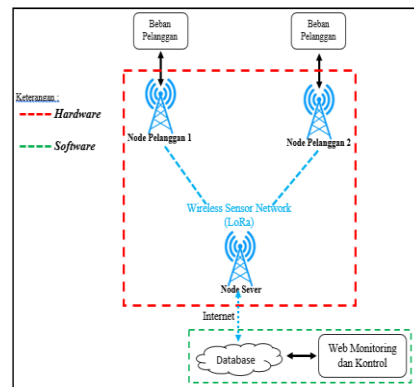 Beban
Pelanggan
Beban
Pelanggan
Keterangan :
Hardware
Software
Node Pelanggan 1
Node Pelanggan 2
Wireless Sensor Network
(LoRa)
Node Sever
Internet
Database
Web Monitoring
dan Kontrol